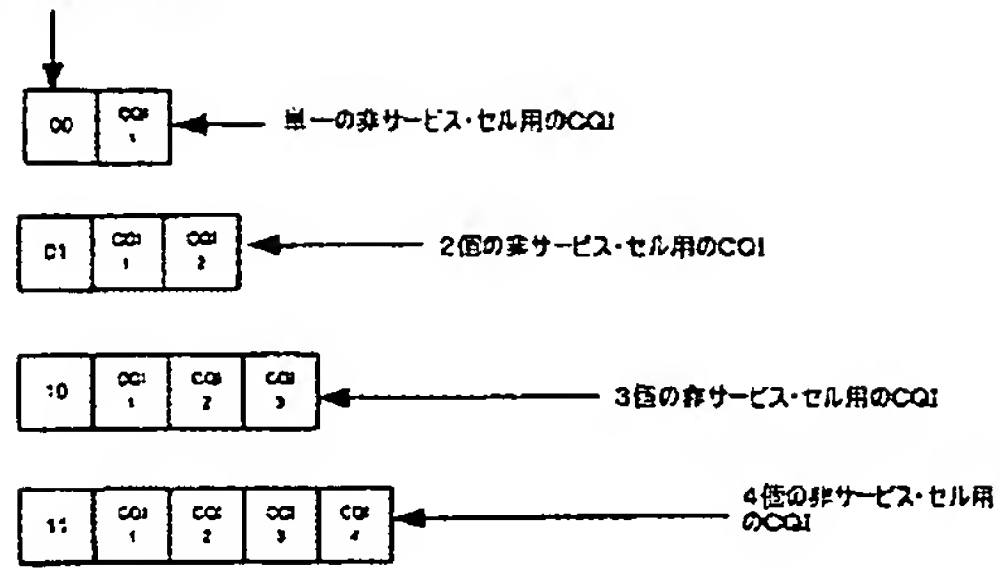 00 CQI 1 単一の非サービス・セル用のCQI
01 CQI 1 CQI 2 2個の非サービス・セル用のCQI
10 CQI 1 CQI 2 CQI 3 3個の非サービス・セル用のCQI
11 CQI 1 CQI 2 CQI 3 CQI 4 4個の非サービス・セル用
のCQI